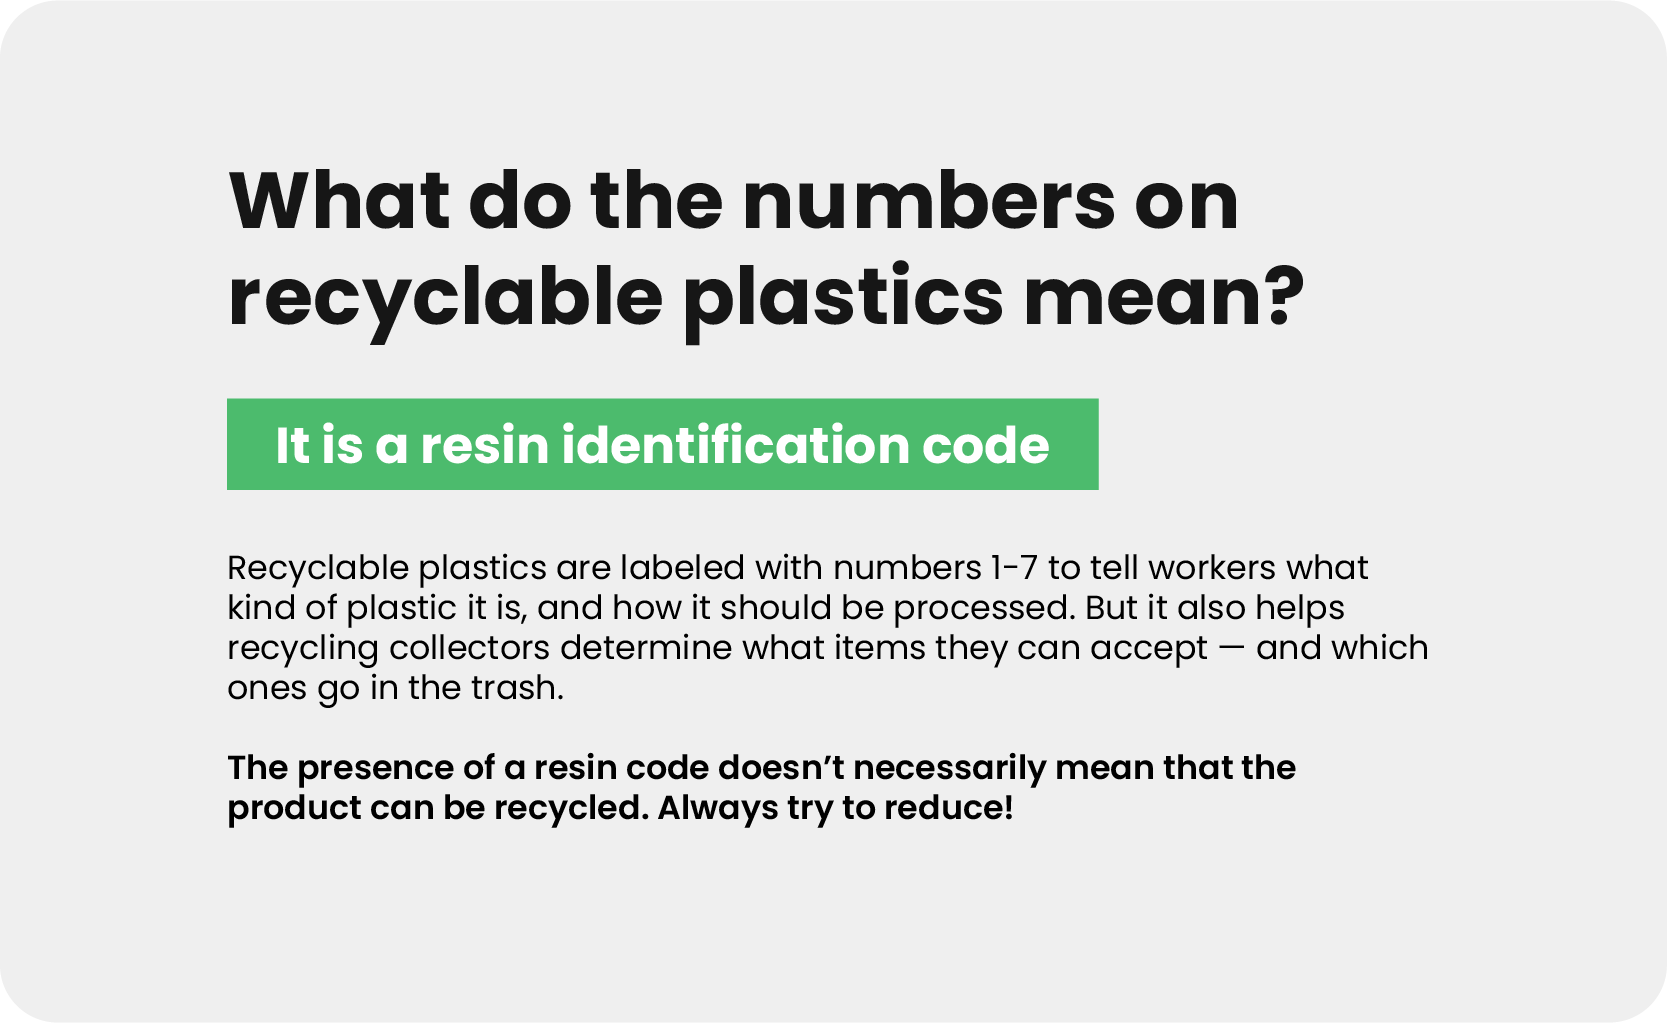 What do the numbers on
recyclable plastics mean?
It is a resin identification code
Recyclable plastics are labeled with numbers 1-7 to tell workers what
kind of plastic it is, and how it should be processed. But it also helps
recycling collectors determine what items they can accept — and which
ones go in the trash.
The presence of a resin code doesn’t necessarily mean that the
product can be recycled. Always try to reduce!